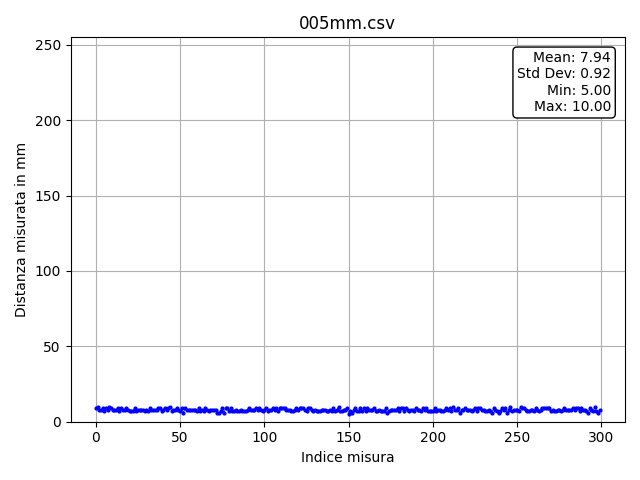 005mm.csv
Mean: 7.94
Std Dev: 0.92
Min: 5.00
Max: 10.00
Distanza misurata in mm
250
200
150
100
50
0
0 50 100 150 200 250 300
Indice misura